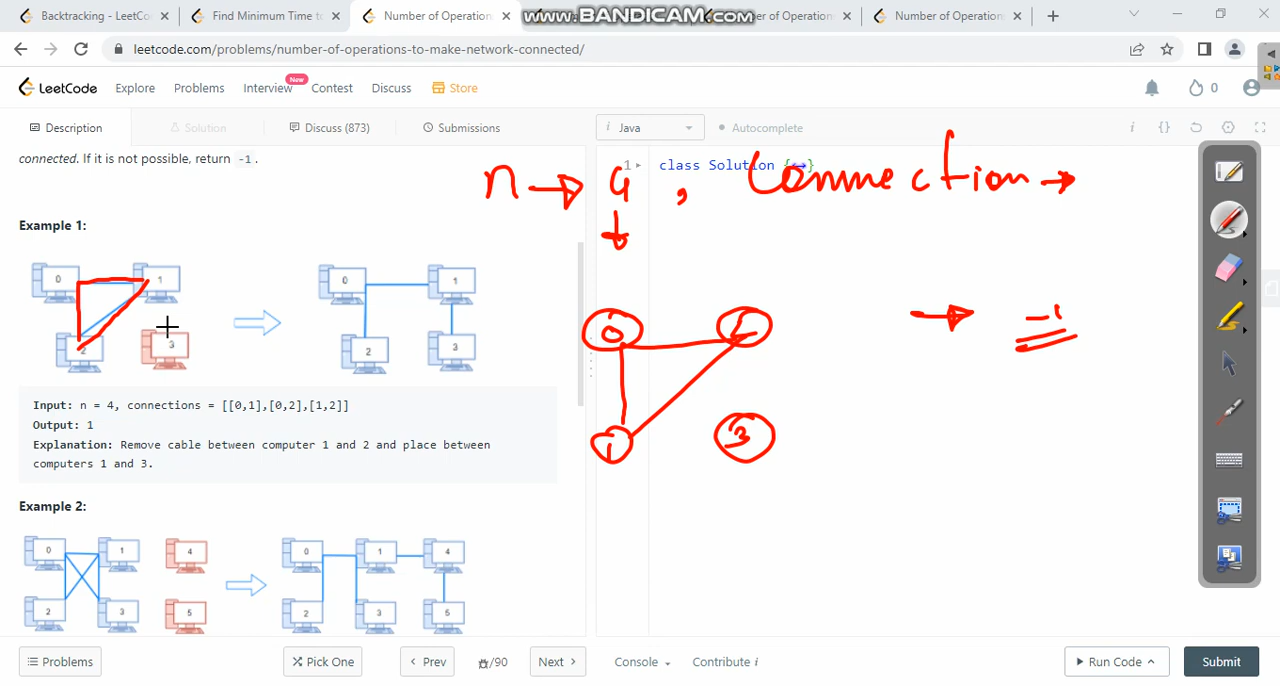 Backtracking - LeetCo
Find Minimum Time to
Number of Operation
www.BANDICAM.com
Number of Operation
Number of Operation
leetcode.com/problems/number-of-operations-to-make-network-connected/
LeetCode
Explore
Problems
Interview
New
Contest
Discuss
Store
0
Description
Solution
Discuss (873)
Submissions
i
Java
Autocomplete
i
{}
connected. If it is not possible, return -1 .
1
class Solution {↔}
n → 4 , Connection →
Example 1:
0
1
2
3
0
1
2
3
0
3
1
→ -1
Input: n = 4, connections = [[0,1],[0,2],[1,2]]
Output: 1
Explanation: Remove cable between computer 1 and 2 and place between
computers 1 and 3.
Example 2:
0
1
4
2
3
5
0
1
4
2
3
5
Problems
Pick One
Prev
/90
Next
Console
Contribute i
Run Code
Submit